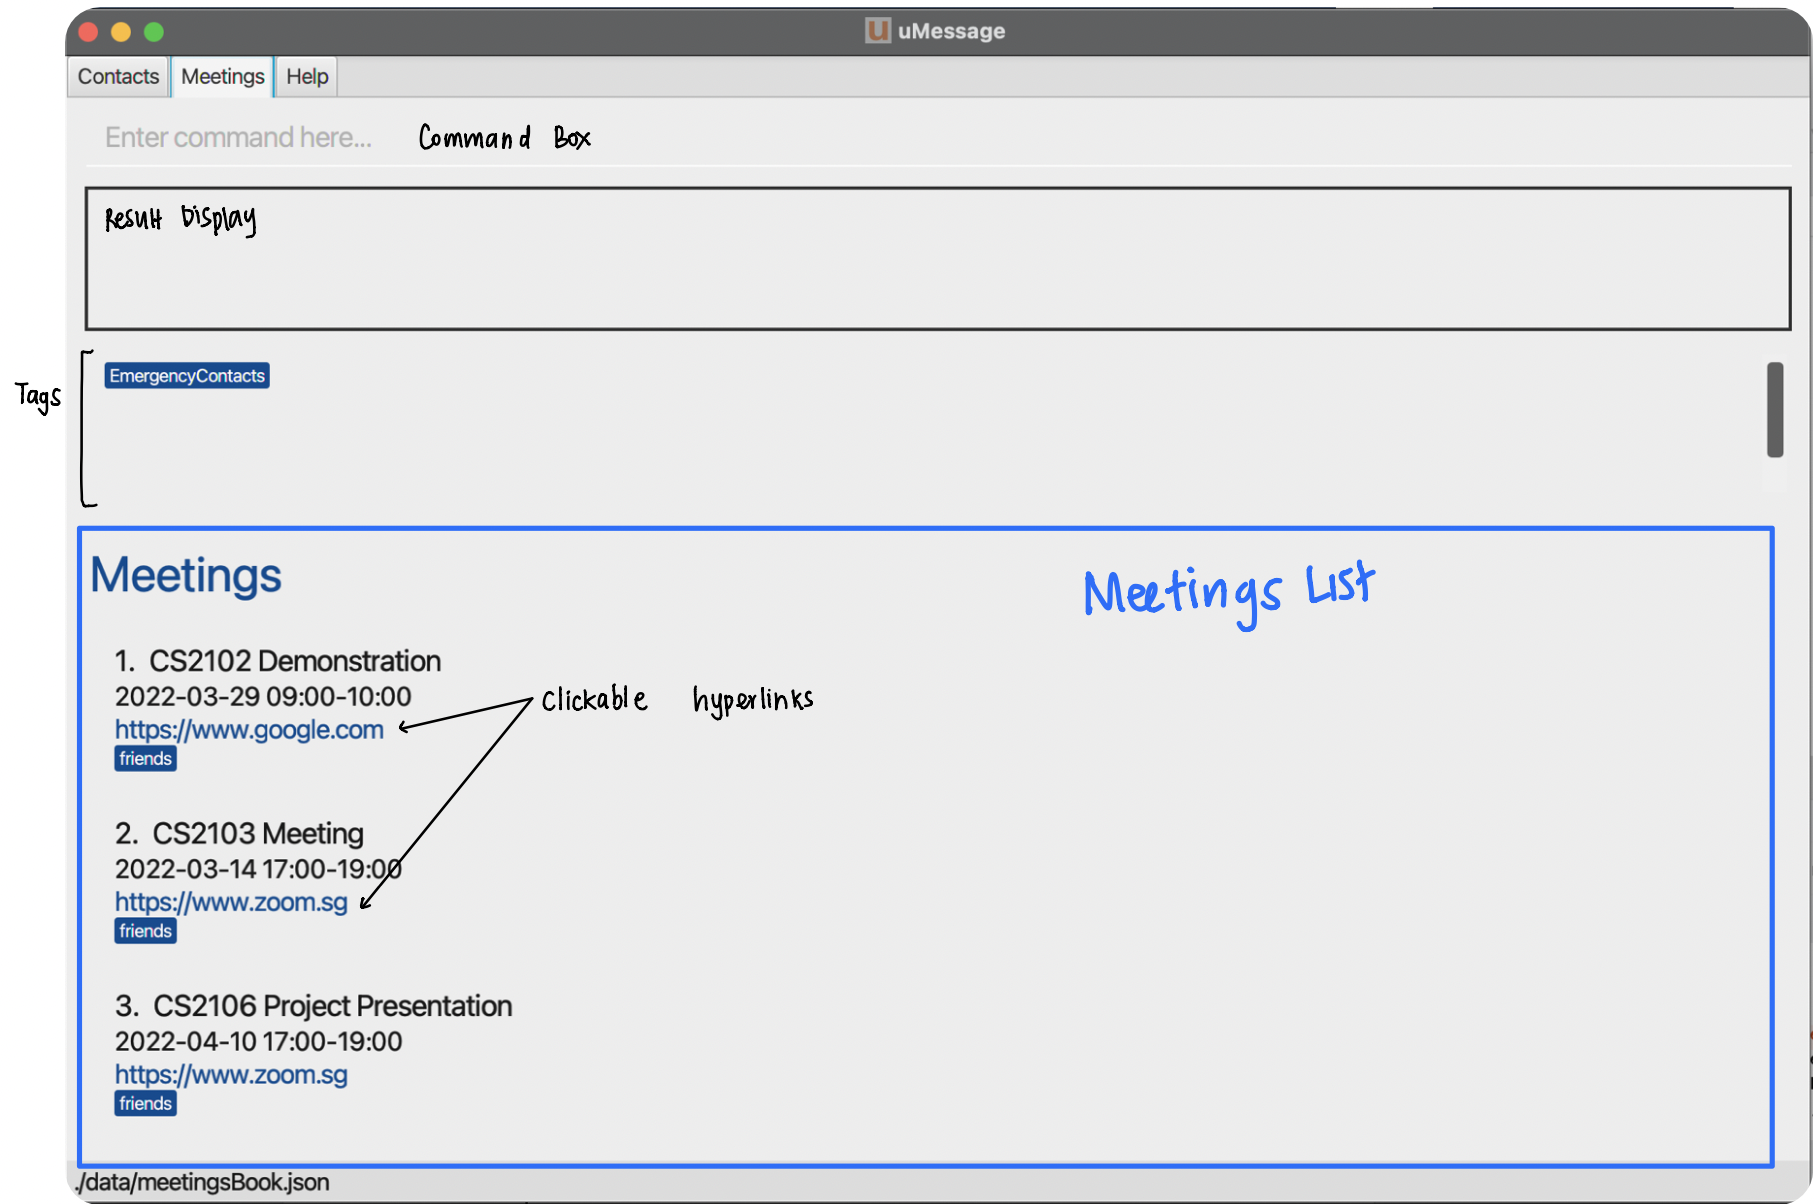 U uMessage
Contacts Meetings Help
Enter command here... Command Box
Result Display
Tags
EmergencyContacts
Meetings
Meetings List
1. CS2102 Demonstration
2022-03-29 09:00-10:00
clickable hyperlinks
https://www.google.com
friends
2. CS2103 Meeting
2022-03-14 17:00-19:00
https://www.zoom.sg
friends
3. CS2106 Project Presentation
2022-04-10 17:00-19:00
https://www.zoom.sg
friends
./data/meetingsBook.json